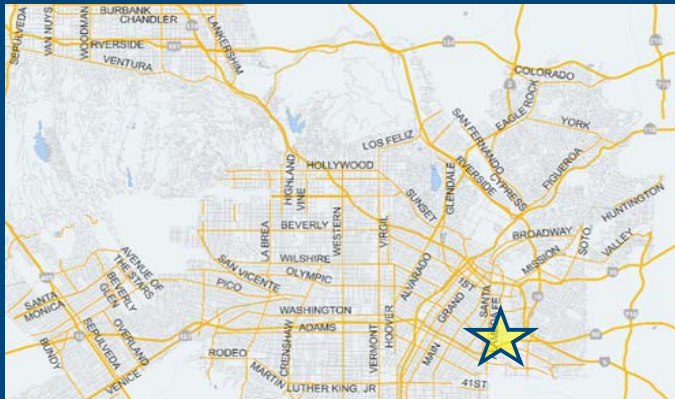 BURBANK
CHANDLER
SEPULVEDA
VAN NUYS
WOODMAN
LANKERSHIM
RIVERSIDE
VENTURA
COLORADO
EAGLE ROCK
YORK
SAN FERNANDO
LOS FELIZ
RIVERSIDE
CYPRESS
FIGUEROA
HOLLYWOOD
HIGHLAND
VINE
GLENDALE
SUNSET
HUNTINGTON
LA BREA
BEVERLY
WESTERN
VIRGIL
BROADWAY
SOTO
VALLEY
MISSION
AVENUE OF
THE STARS
WILSHIRE
SAN VICENTE
OLYMPIC
ALVARADO
BEVERLY
GLEN
PICO
1ST
GRAND
SANTA
FE
SANTA
MONICA
SEPULVEDA
OVERLAND
WASHINGTON
ADAMS
CRENSHAW
VERMONT
HOOVER
MAIN
BUNDY
VENICE
RODEO
MARTIN
LUTHER KING, JR
41ST